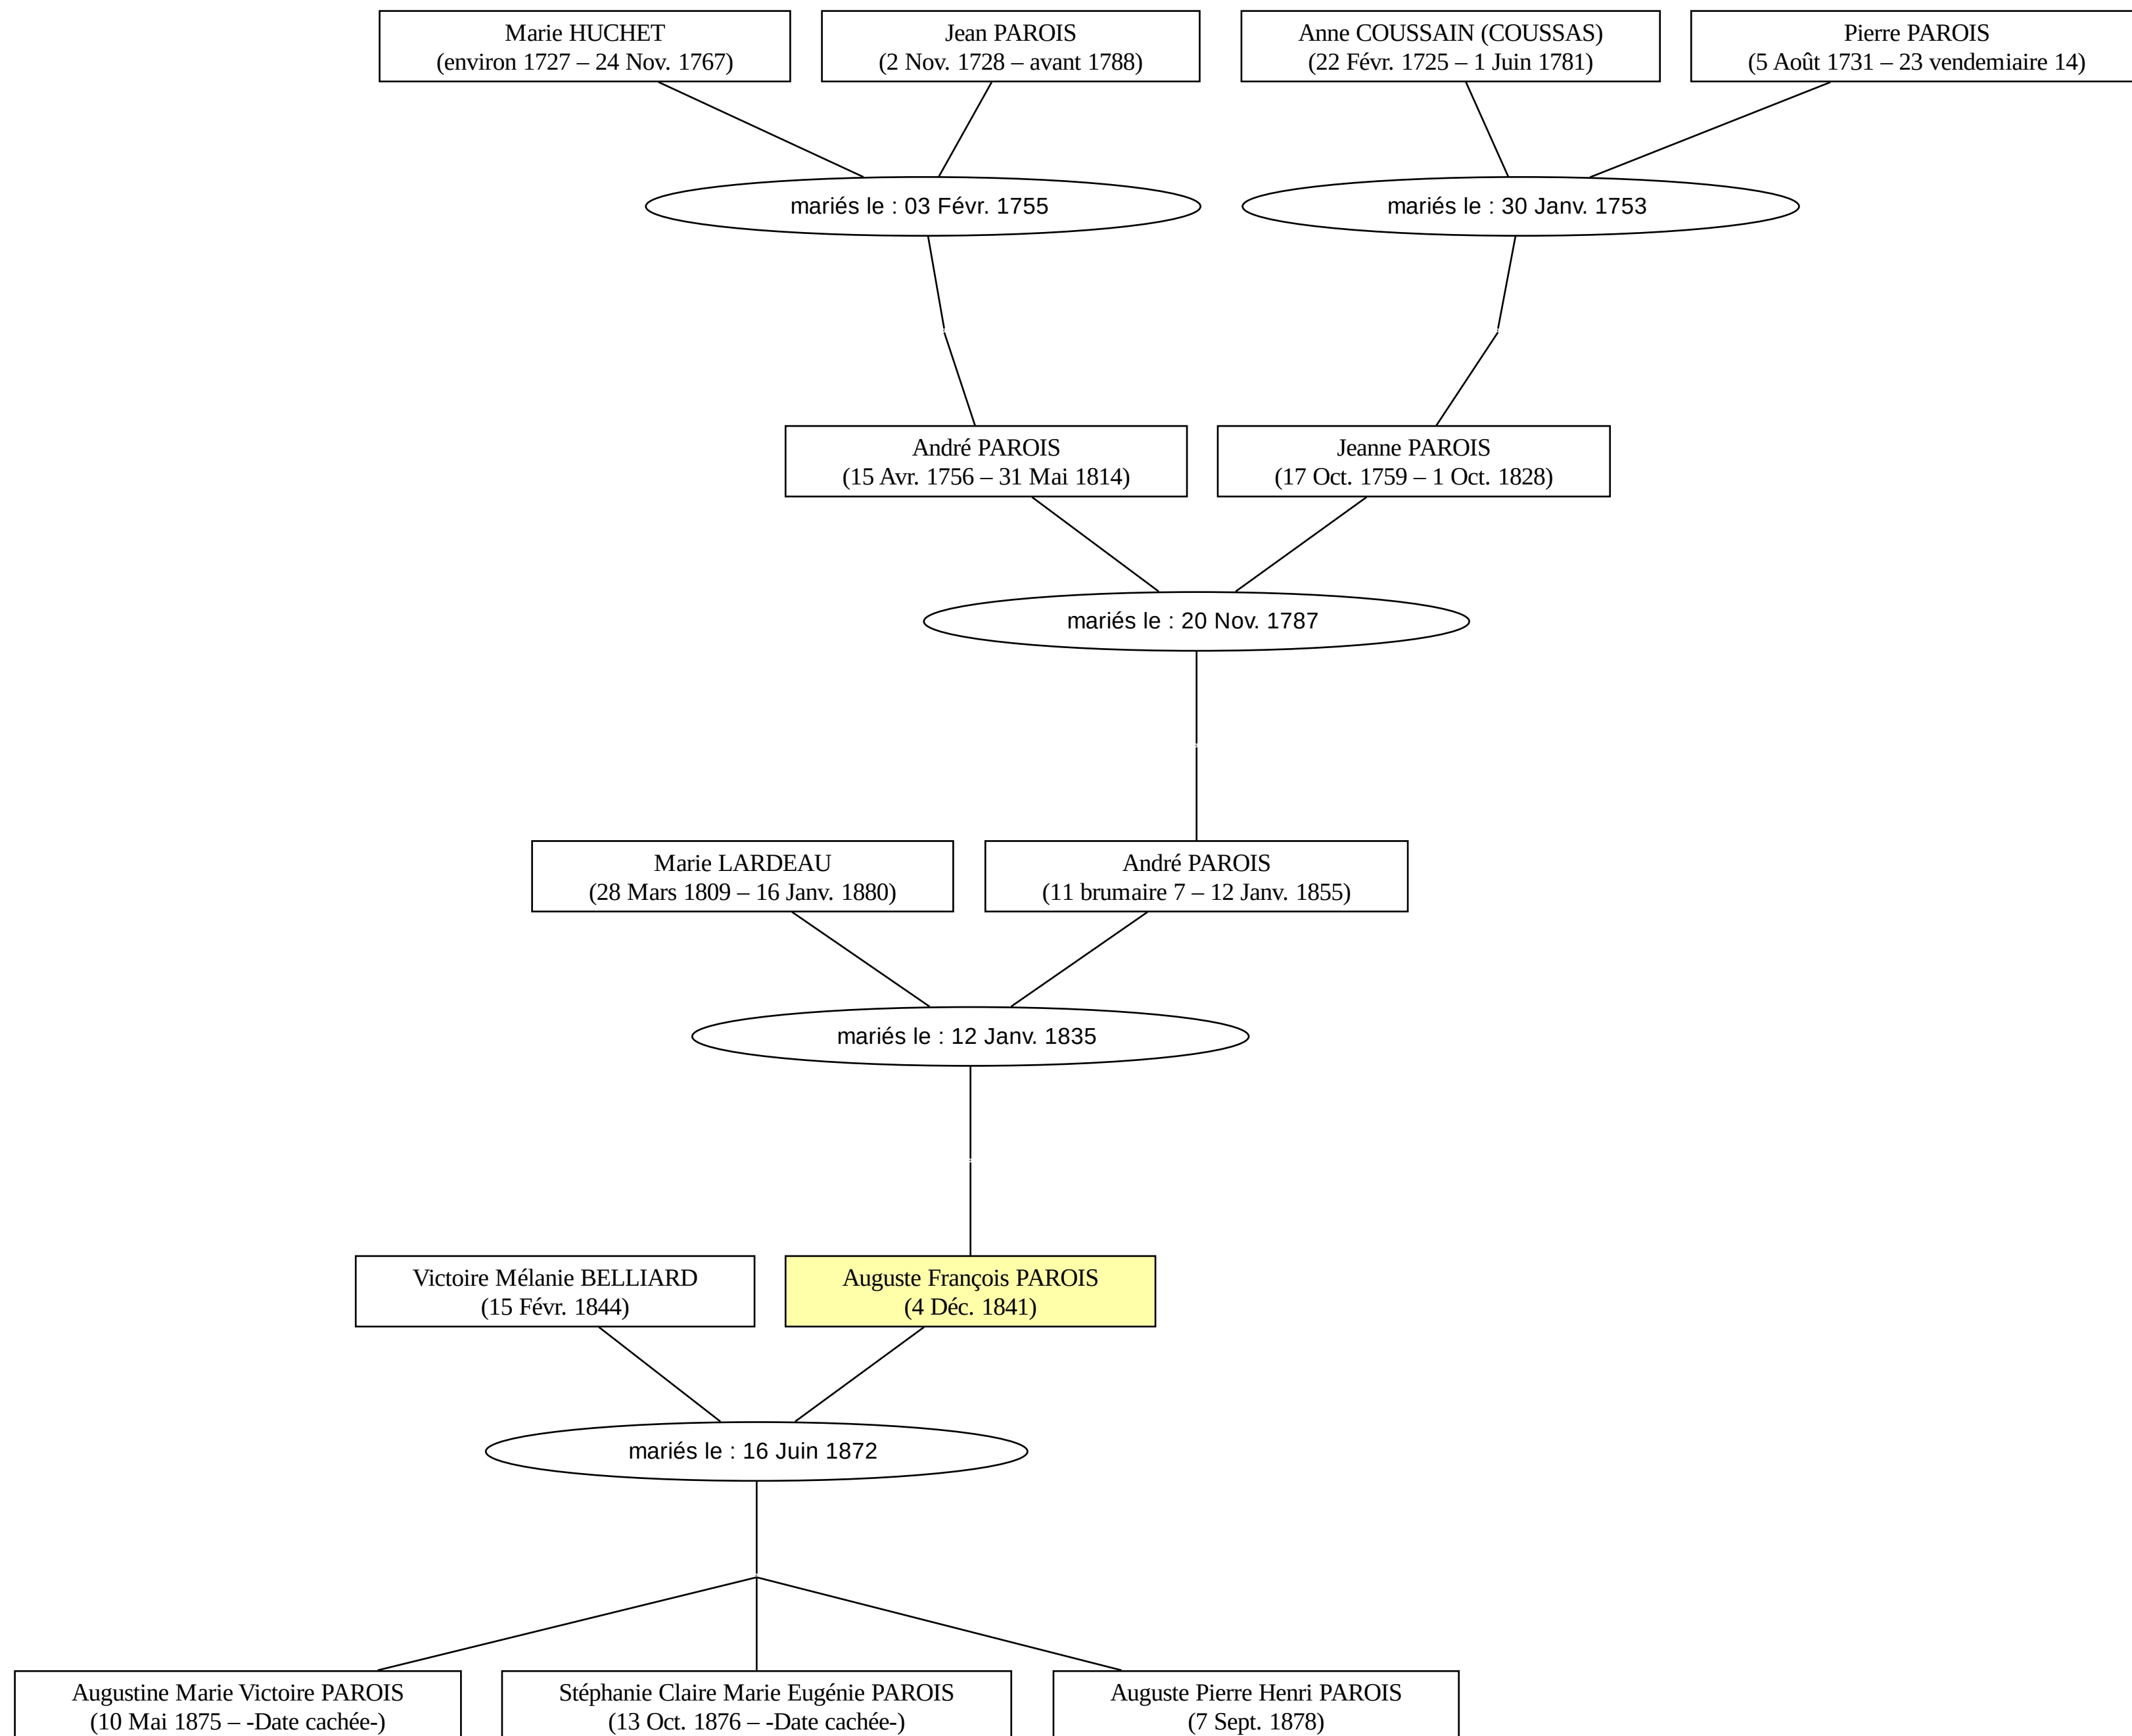 Marie HUCHET
(environ 1727 – 24 Nov. 1767)
Jean PAROIS
(2 Nov. 1728 – avant 1788)
Anne COUSSAIN (COUSSAS)
(22 Févr. 1725 – 1 Juin 1781)
Pierre PAROIS
(5 Août 1731 – 23 vendemiaire 14)
mariés le : 03 Févr. 1755
mariés le : 30 Janv. 1753
André PAROIS
(15 Avr. 1756 – 31 Mai 1814)
Jeanne PAROIS
(17 Oct. 1759 – 1 Oct. 1828)
mariés le : 20 Nov. 1787
Marie LARDEAU
(28 Mars 1809 – 16 Janv. 1880)
André PAROIS
(11 brumaire 7 – 12 Janv. 1855)
mariés le : 12 Janv. 1835
Victoire Mélanie BELLIARD
(15 Févr. 1844)
Auguste François PAROIS
(4 Déc. 1841)
mariés le : 16 Juin 1872
Augustine Marie Victoire PAROIS
(10 Mai 1875 – -Date cachée-)
Stéphanie Claire Marie Eugénie PAROIS
(13 Oct. 1876 – -Date cachée-)
Auguste Pierre Henri PAROIS
(7 Sept. 1878)